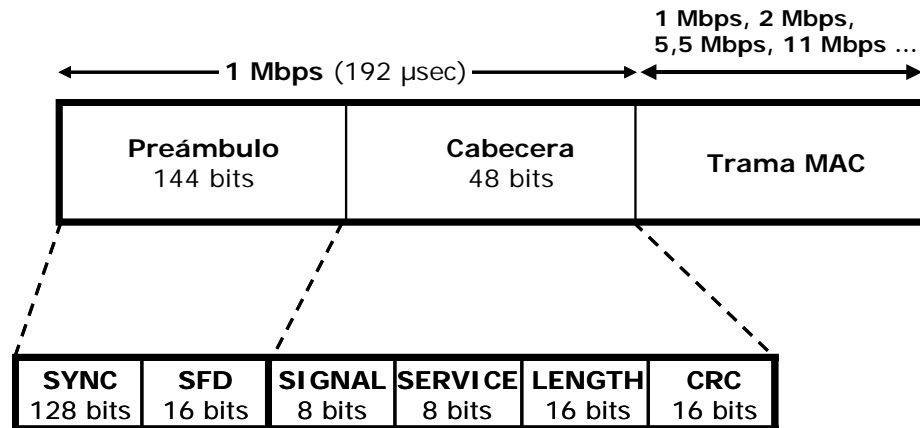 1 Mbps, 2 Mbps,
5,5 Mbps, 11 Mbps ...
1 Mbps (192 µsec)
Preámbulo
144 bits
Cabecera
48 bits
Trama MAC
SYNC
128 bits
SFD
16 bits
SIGNAL
8 bits
SERVICE
8 bits
LENGTH
16 bits
CRC
16 bits